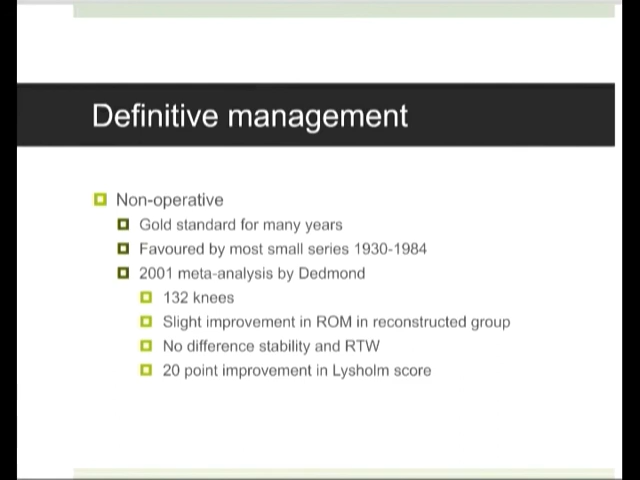 Definitive management
Non-operative
Gold standard for many years
Favoured by most small series 1930-1984
2001 meta-analysis by Dedmond
132 knees
Slight improvement in ROM in reconstructed group
No difference stability and RTW
20 point improvement in Lysholm score